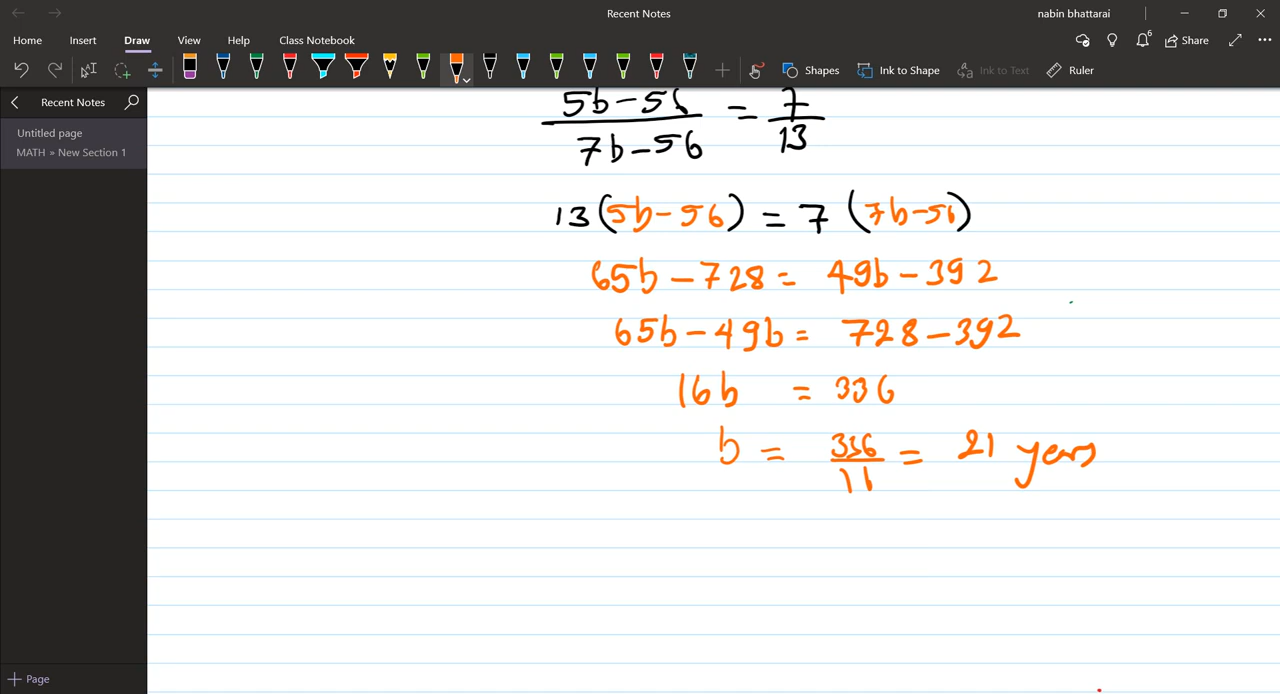 Recent Notes
nabin bhattarai
Home Insert Draw View Help Class Notebook
6 Share
Shapes Ink to Shape Ink to Text Ruler
Recent Notes
Untitled page
MATH » New Section 1
5b-56 / 7b-56 = 7/13
13(5b-56) = 7(7b-56)
65b-728 = 49b-392
65b-49b = 728-392
16b = 336
b = 336/16 = 21 years
Page